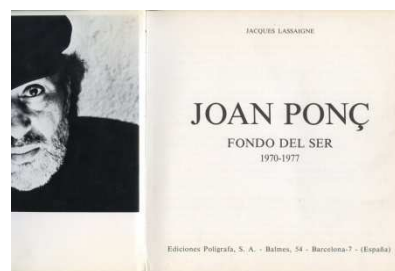 JACQUES LASSAIGNE
JOAN PONÇ
FONDO DEL SER
1970-1977
Ediciones Polígrafa, S. A. - Balmes, 54 - Barcelona-7 - (España)